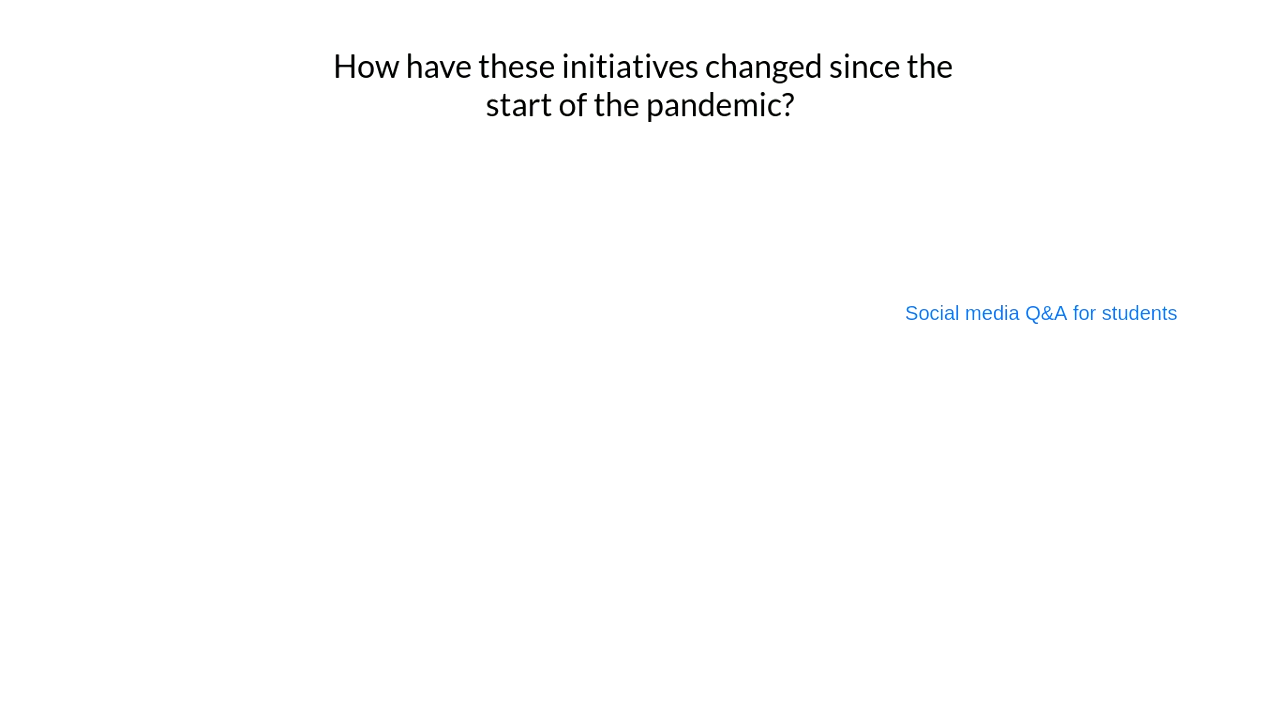 How have these initiatives changed since the
start of the pandemic?
Social media Q&A for students